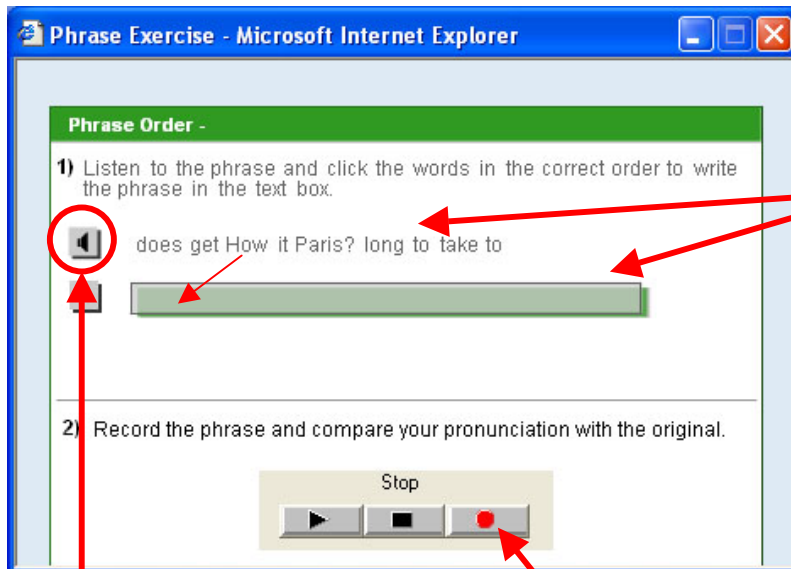 Phrase Exercise - Microsoft Internet Explorer
Phrase Order -
1) Listen to the phrase and click the words in the correct order to write
the phrase in the text box.
does get How it Paris? long to take to
2) Record the phrase and compare your pronunciation with the original.
Stop